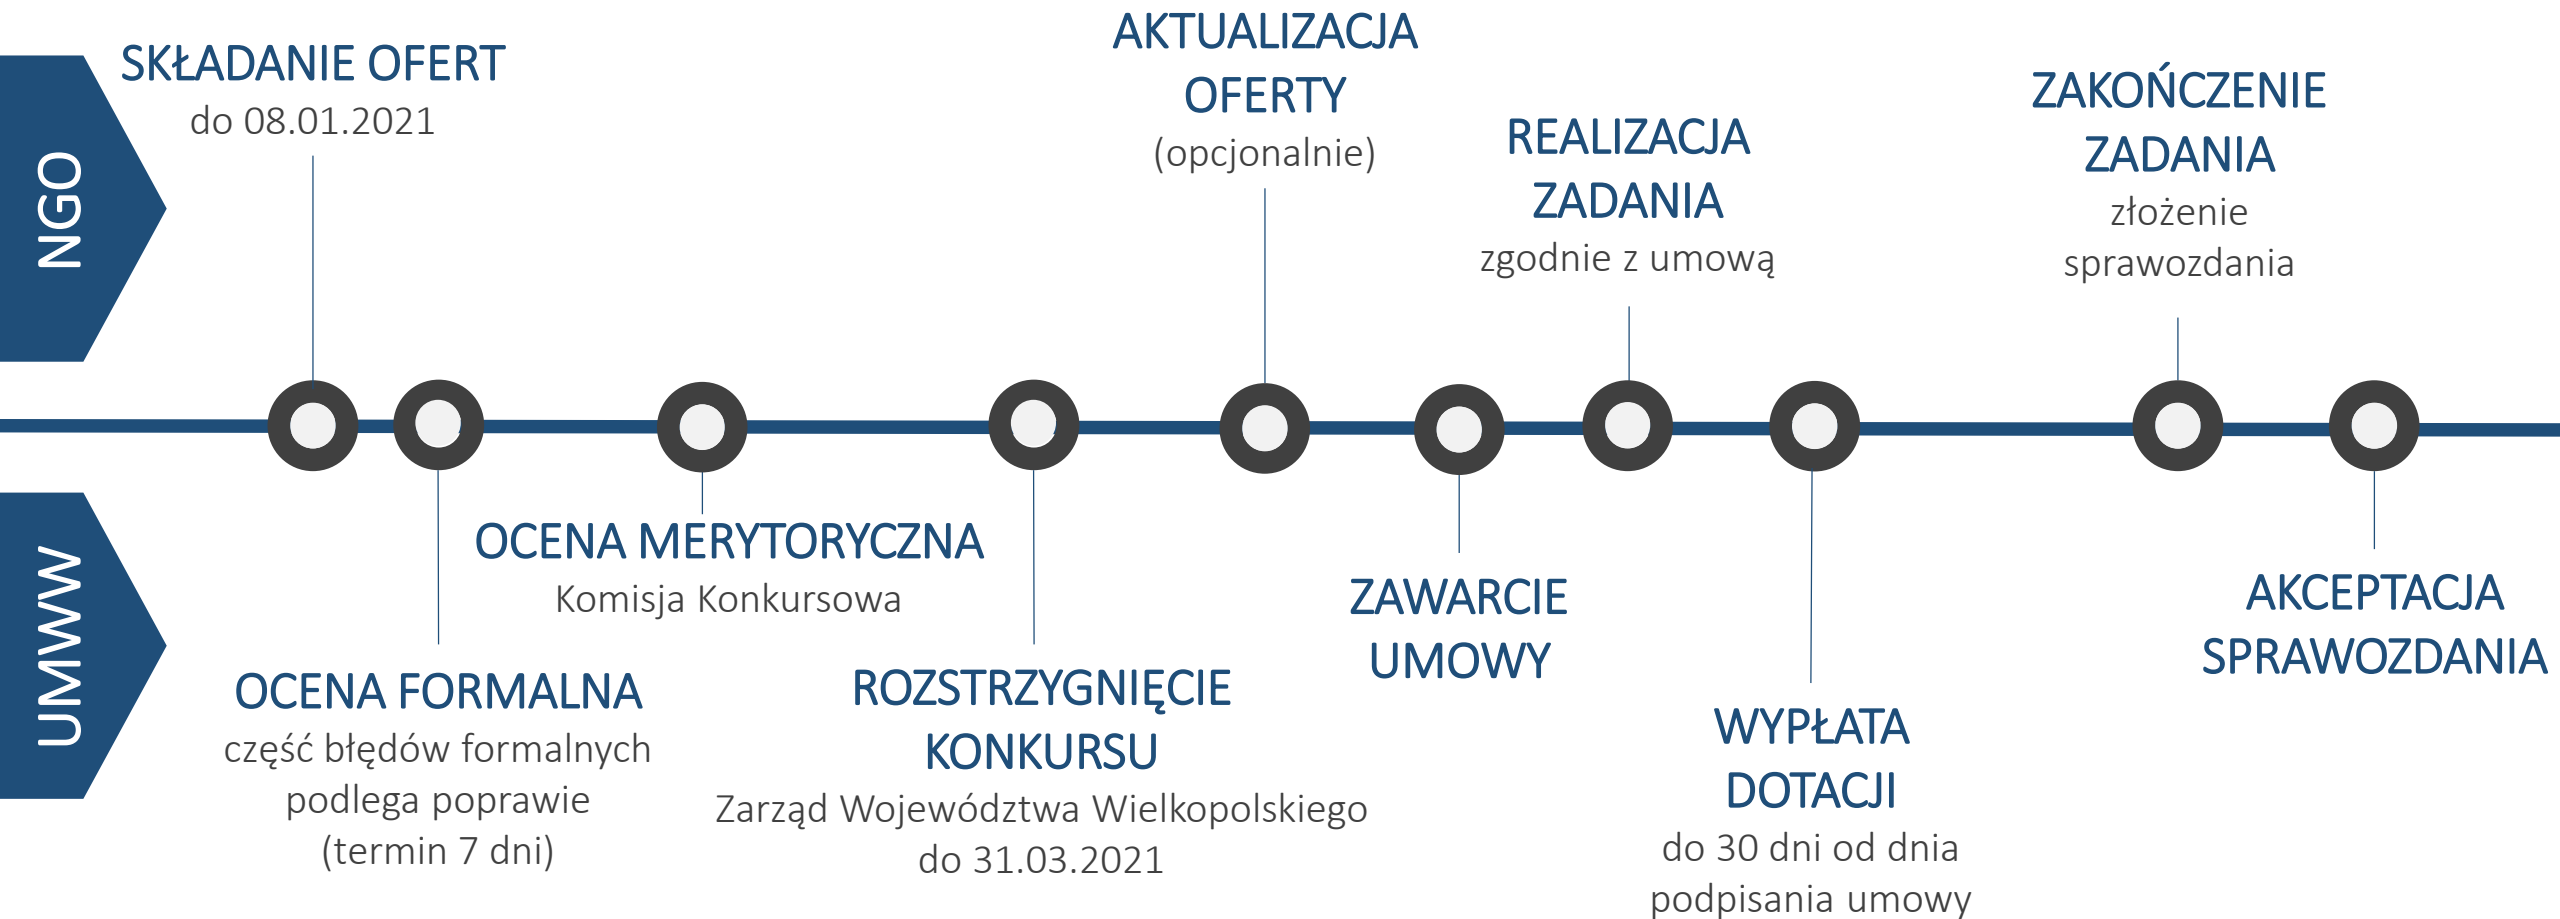 NGO
SKŁADANIE OFERT
do 08.01.2021
AKTUALIZACJA
OFERTY
(opcjonalnie)
REALIZACJA
ZADANIA
zgodnie z umową
ZAKOŃCZENIE
ZADANIA
złożenie
sprawozdania
UMWW
OCENA FORMALNA
część błędów formalnych
podlega poprawie
(termin 7 dni)
OCENA MERYTORYCZNA
Komisja Konkursowa
ROZSTRZYGNIĘCIE
KONKURSU
Zarząd Województwa Wielkopolskiego
do 31.03.2021
ZAWARCIE
UMOWY
WYPŁATA
DOTACJI
do 30 dni od dnia
podpisania umowy
AKCEPTACJA
SPRAWOZDANIA